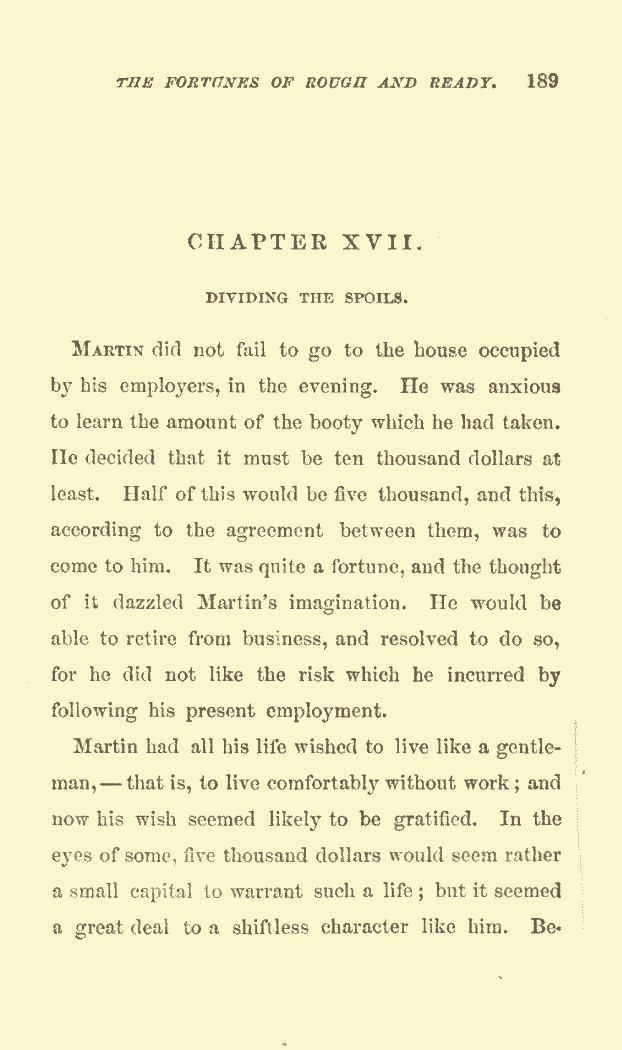 THE FORTUNES OF ROUGH AND READY. 189
CHAPTER XVII.
DIVIDING THE SPOILS.
MARTIN did not fail to go to the house occupied
by his employers, in the evening. He was anxious
to learn the amount of the booty which he had taken.
He decided that it must be ten thousand dollars at
least. Half of this would be five thousand, and this,
according to the agreement between them, was to
come to him. It was quite a fortune, and the thought
of it dazzled Martin's imagination. He would be
able to retire from business, and resolved to do so,
for he did not like the risk which he incurred by
following his present employment.
Martin had all his life wished to live like a gentle-
man,—that is, to live comfortably without work; and
now his wish seemed likely to be gratified. In the
eyes of some, five thousand dollars would seem rather
a small capital to warrant such a life; but it seemed
a great deal to a shiftless character like him. Be-